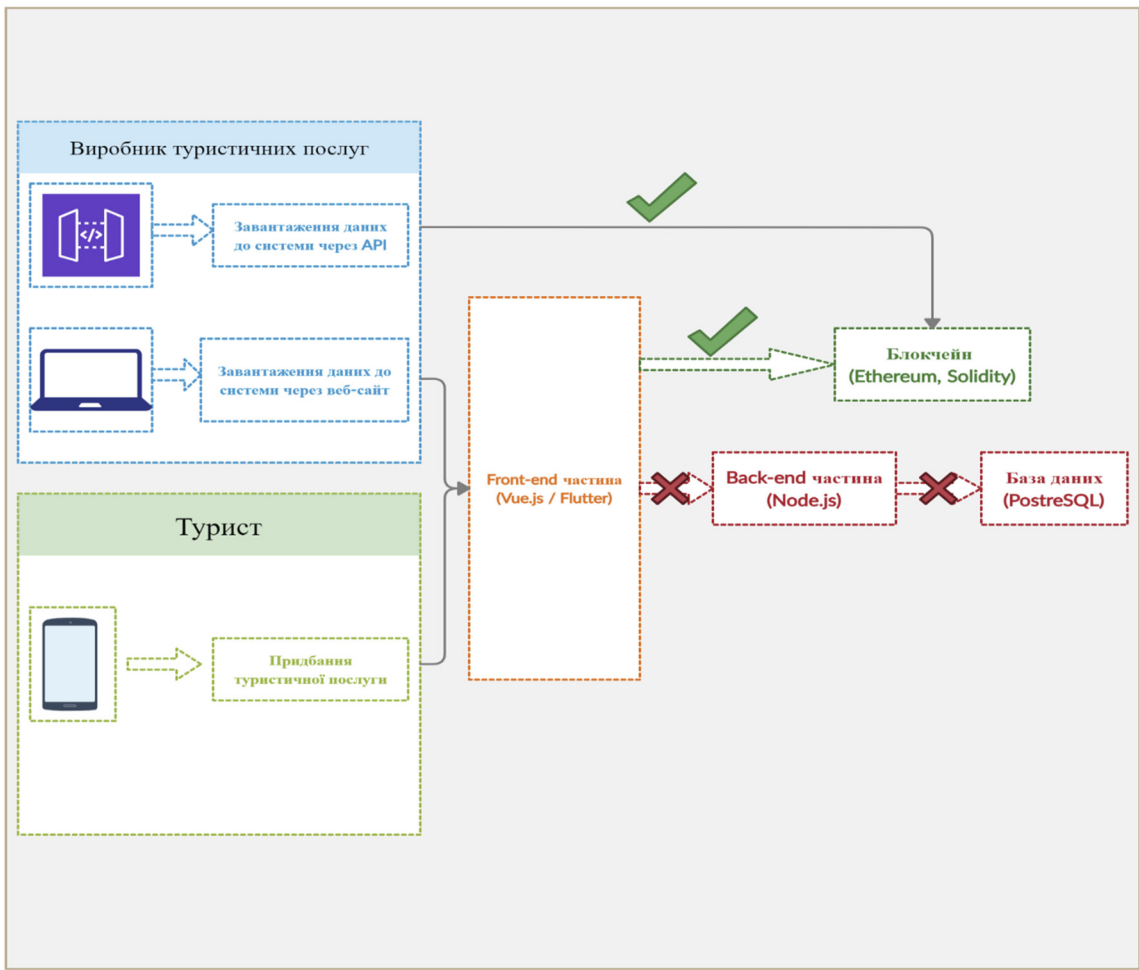 Виробник туристичних послуг
</>
Завантаження даних
до системи через API
Завантаження даних до
системи через веб-сайт
Турист
Придбання
туристичної послуги
Front-end частина
(Vue.js / Flutter)
Блокчейн
(Ethereum, Solidity)
Back-end частина
(Node.js)
База даних
(PostreSQL)